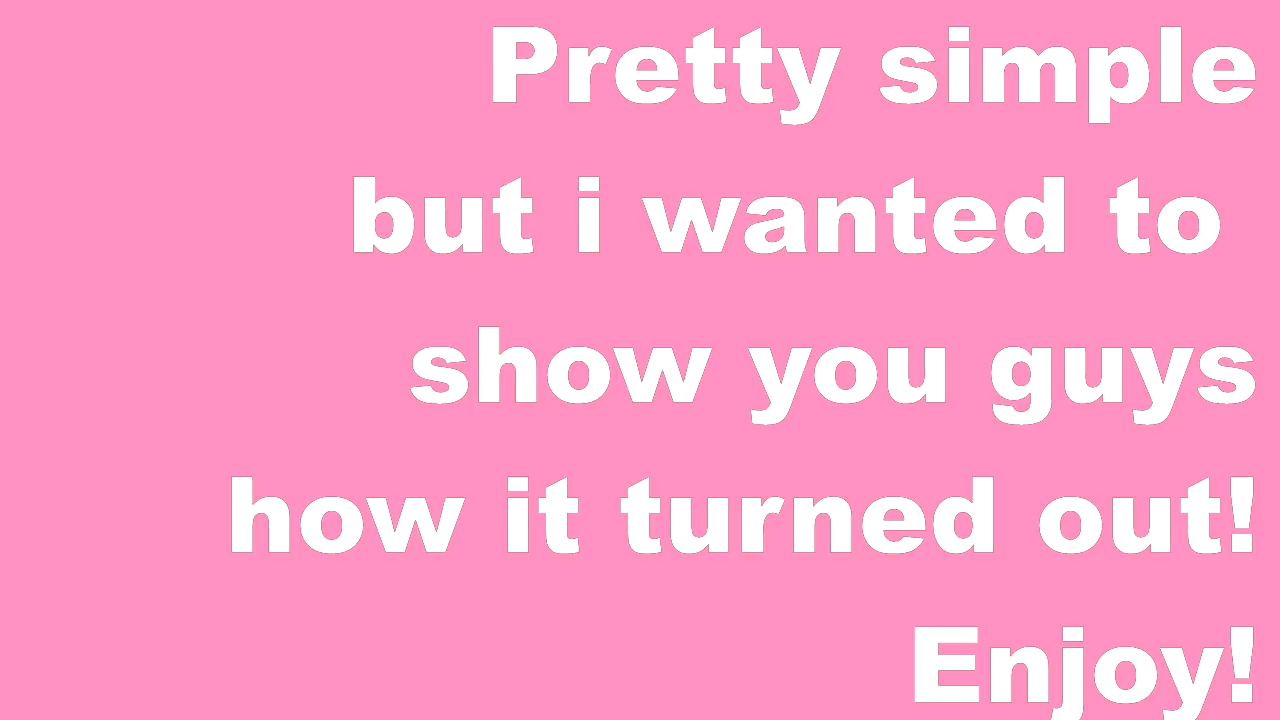 Pretty simple
but i wanted to
show you guys
how it turned out!
Enjoy!